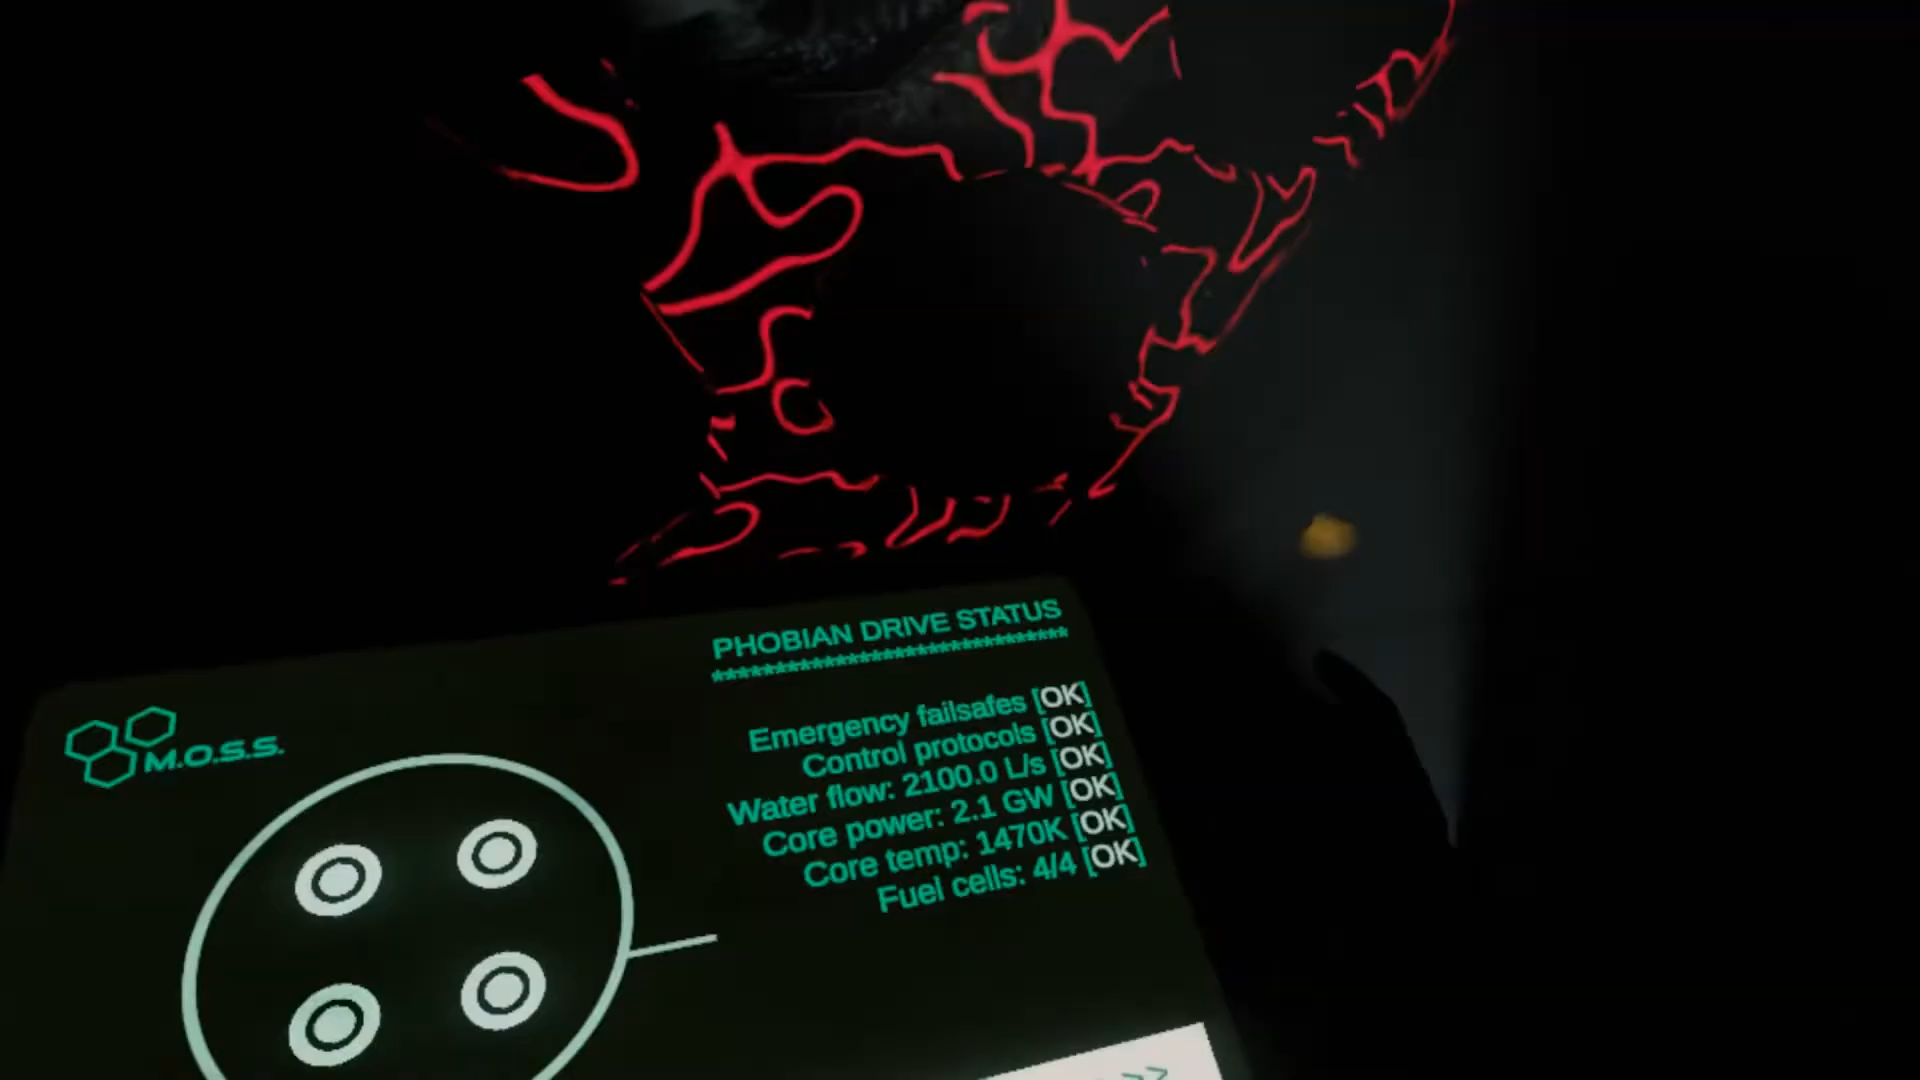 PHOBIAN DRIVE STATUS
****************************
M.O.S.S.
Emergency failsafes [OK]
Control protocols [OK]
Water flow: 2100.0 L/s [OK]
Core power: 2.1 GW [OK]
Core temp: 1470K [OK]
Fuel cells: 4/4 [OK]
>>